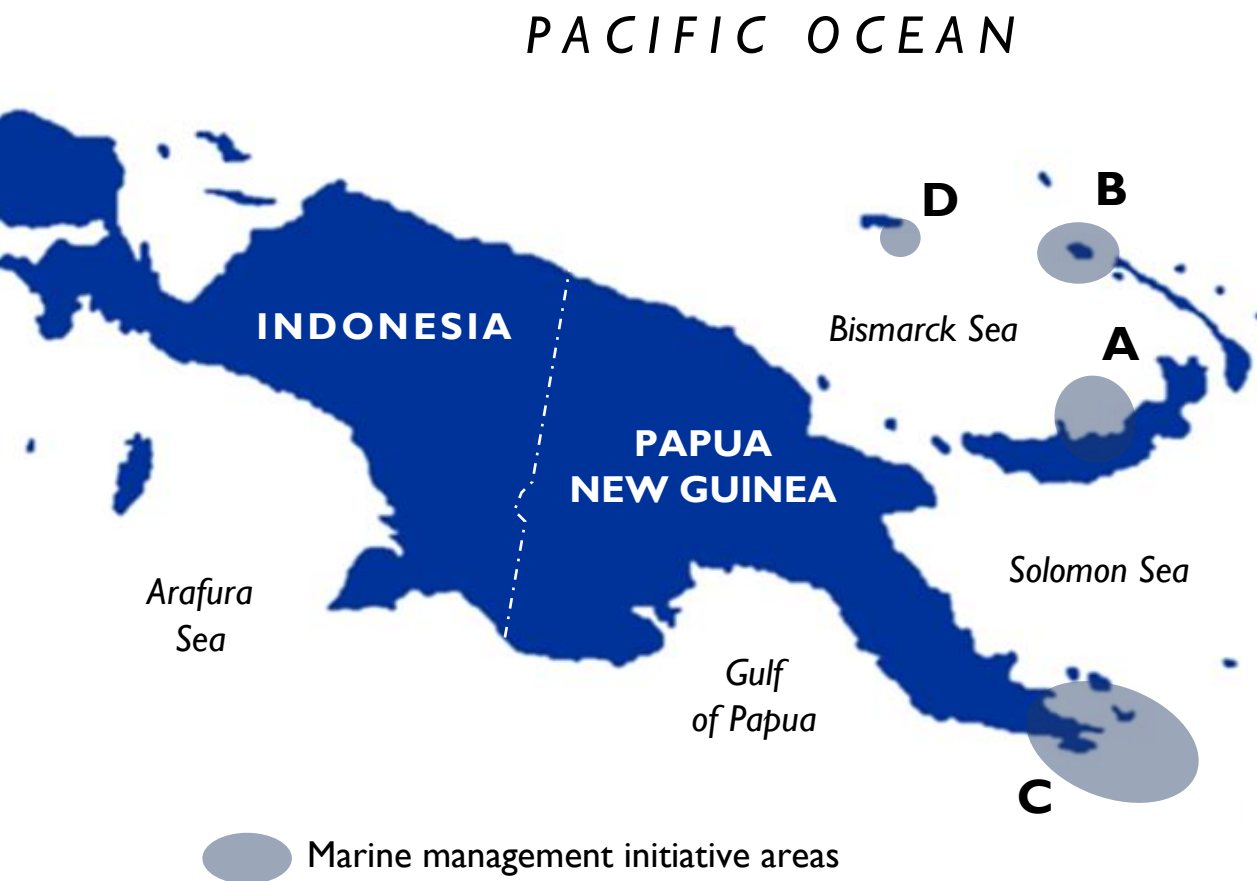 PACIFIC OCEAN
D
B
INDONESIA
Bismarck Sea
A
PAPUA
NEW GUINEA
Arafura
Sea
Solomon Sea
Gulf
of Papua
C
Marine management initiative areas